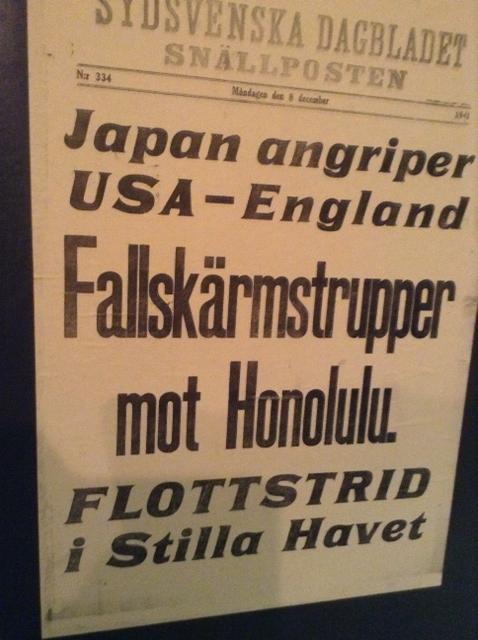 SYDSVENSKA DAGBLADET
SNÄLLPOSTEN
N:r 334 Måndagen den 8 december 1941
Japan angriper
USA–England
Fallskärmstrupper
mot Honolulu.
FLOTTSTRID
i Stilla Havet